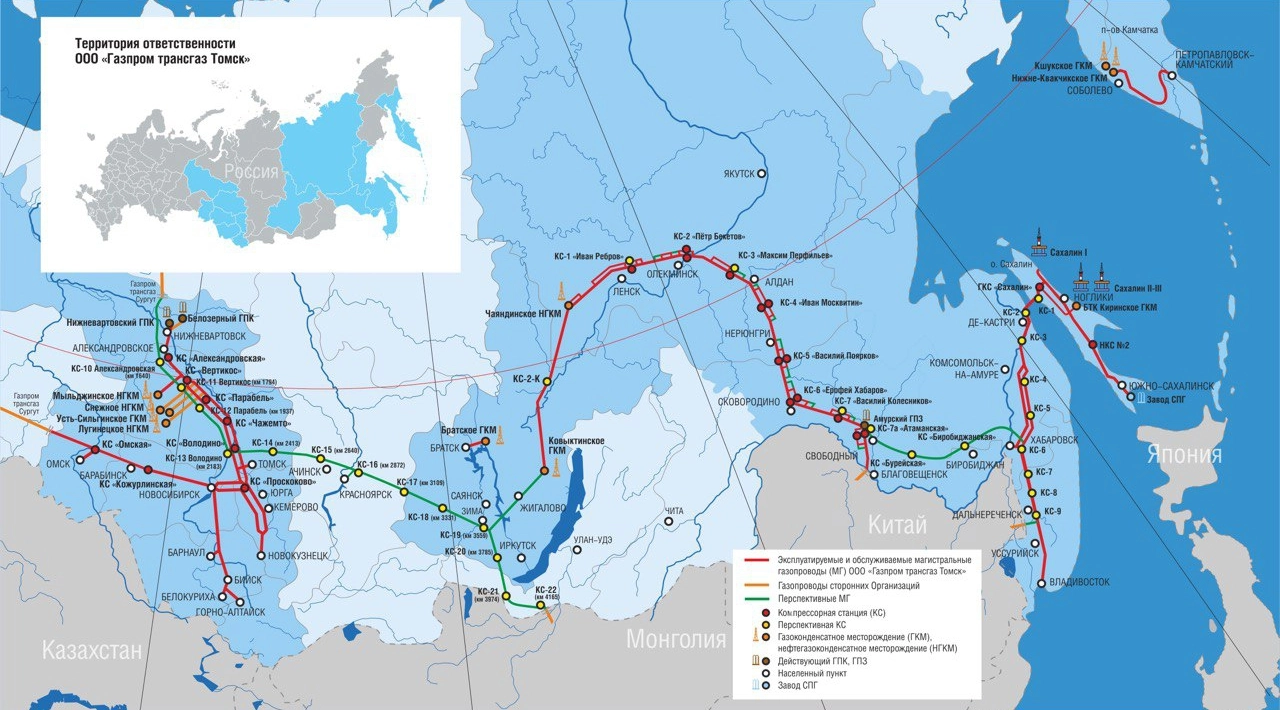 Территория ответственности
ООО «Газпром трансгаз Томск»
Россия
п-ов Камчатка
Кшукское ГКМ
Нижне-Квакчикское ГКМ
СОБОЛЕВО
ПЕТРОПАВЛОВСК–
КАМЧАТСКИЙ
ЯКУТСК
КС-2 «Пётр Бекетов»
КС-1 «Иван Ребров»
КС-3 «Максим Перфильев»
ОЛЕКМИНСК
ЛЕНСК
АЛДАН
Чаяндинское НГКМ
КС-4 «Иван Москвитин»
НЕРЮНГРИ
КС-5 «Василий Поярков»
КС-2-К
КС-6 «Ерофей Хабаров»
КС-7 «Василий Колесников»
СКОВОРОДИНО
Амурский ГПЗ
КС-7а «Атаманская»
СВОБОДНЫЙ
КС «Бурейская»
БЛАГОВЕЩЕНСК
КС «Биробиджанская»
БИРОБИДЖАН
Сахалин I
о. Сахалин
ГКС «Сахалин»
Сахалин II-III
НОГЛИКИ
БТК Киринское ГКМ
КС-1
КС-2
ДЕ-КАСТРИ
КС-3
НКС №2
КОМСОМОЛЬСК–
НА-АМУРЕ
КС-4
ЮЖНО-САХАЛИНСК
Завод СПГ
КС-5
ХАБАРОВСК
КС-6
КС-7
КС-8
КС-9
ДАЛЬНЕРЕЧЕНСК
УССУРИЙСК
ВЛАДИВОСТОК
Япония
Китай
Монголия
Казахстан
Газпром
трансгаз
Сургут
Нижневартовский ГПК
Белозерный ГПК
НИЖНЕВАРТОВСК
АЛЕКСАНДРОВСКОЕ
КС «Александровская»
КС-10 Александровская
(км 1640)
КС «Вертикос»
КС-11 Вертикос (км 1794)
Мыльджинское НГКМ
КС «Парабель»
Снежное НГКМ
КС-12 Парабель (км 1937)
Усть-Сильгинское ГКМ
Лугинецкое НГКМ
КС «Чажемто»
Газпром
трансгаз
Сургут
КС «Омская»
ОМСК
БАРАБИНСК
КС «Кожурлинская»
КС «Володино»
КС-13 Володино
(км 2183)
КС-14 (км 2413)
ТОМСК
КС «Просоково»
НОВОСИБИРСК
ЮРГА
КЕМЕРОВО
БАРНАУЛ
НОВОКУЗНЕЦК
БИЙСК
БЕЛОКУРИХА
ГОРНО-АЛТАЙСК
КС-15 (км 2640)
АЧИНСК
КС-16 (км 2872)
КРАСНОЯРСК
КС-17 (км 3109)
КС-18 (км 3331)
Братское ГКМ
БРАТСК
Ковыктинское
ГКМ
САЯНСК
ЗИМА
ЖИГАЛОВО
КС-19 (км 3559)
КС-20 (км 3785)
ИРКУТСК
УЛАН-УДЭ
ЧИТА
КС-21
(км 3974)
КС-22
(км 4165)
Эксплуатируемые и обслуживаемые магистральные
газопроводы (МГ) ООО «Газпром трансгаз Томск»
Газопроводы сторонних Организаций
Перспективные МГ
Компрессорная станция (КС)
Перспективная КС
Газоконденсатное месторождение (ГКМ),
нефтегазоконденсатное месторождение (НГКМ)
Действующий ГПК, ГПЗ
Населенный пункт
Завод СПГ